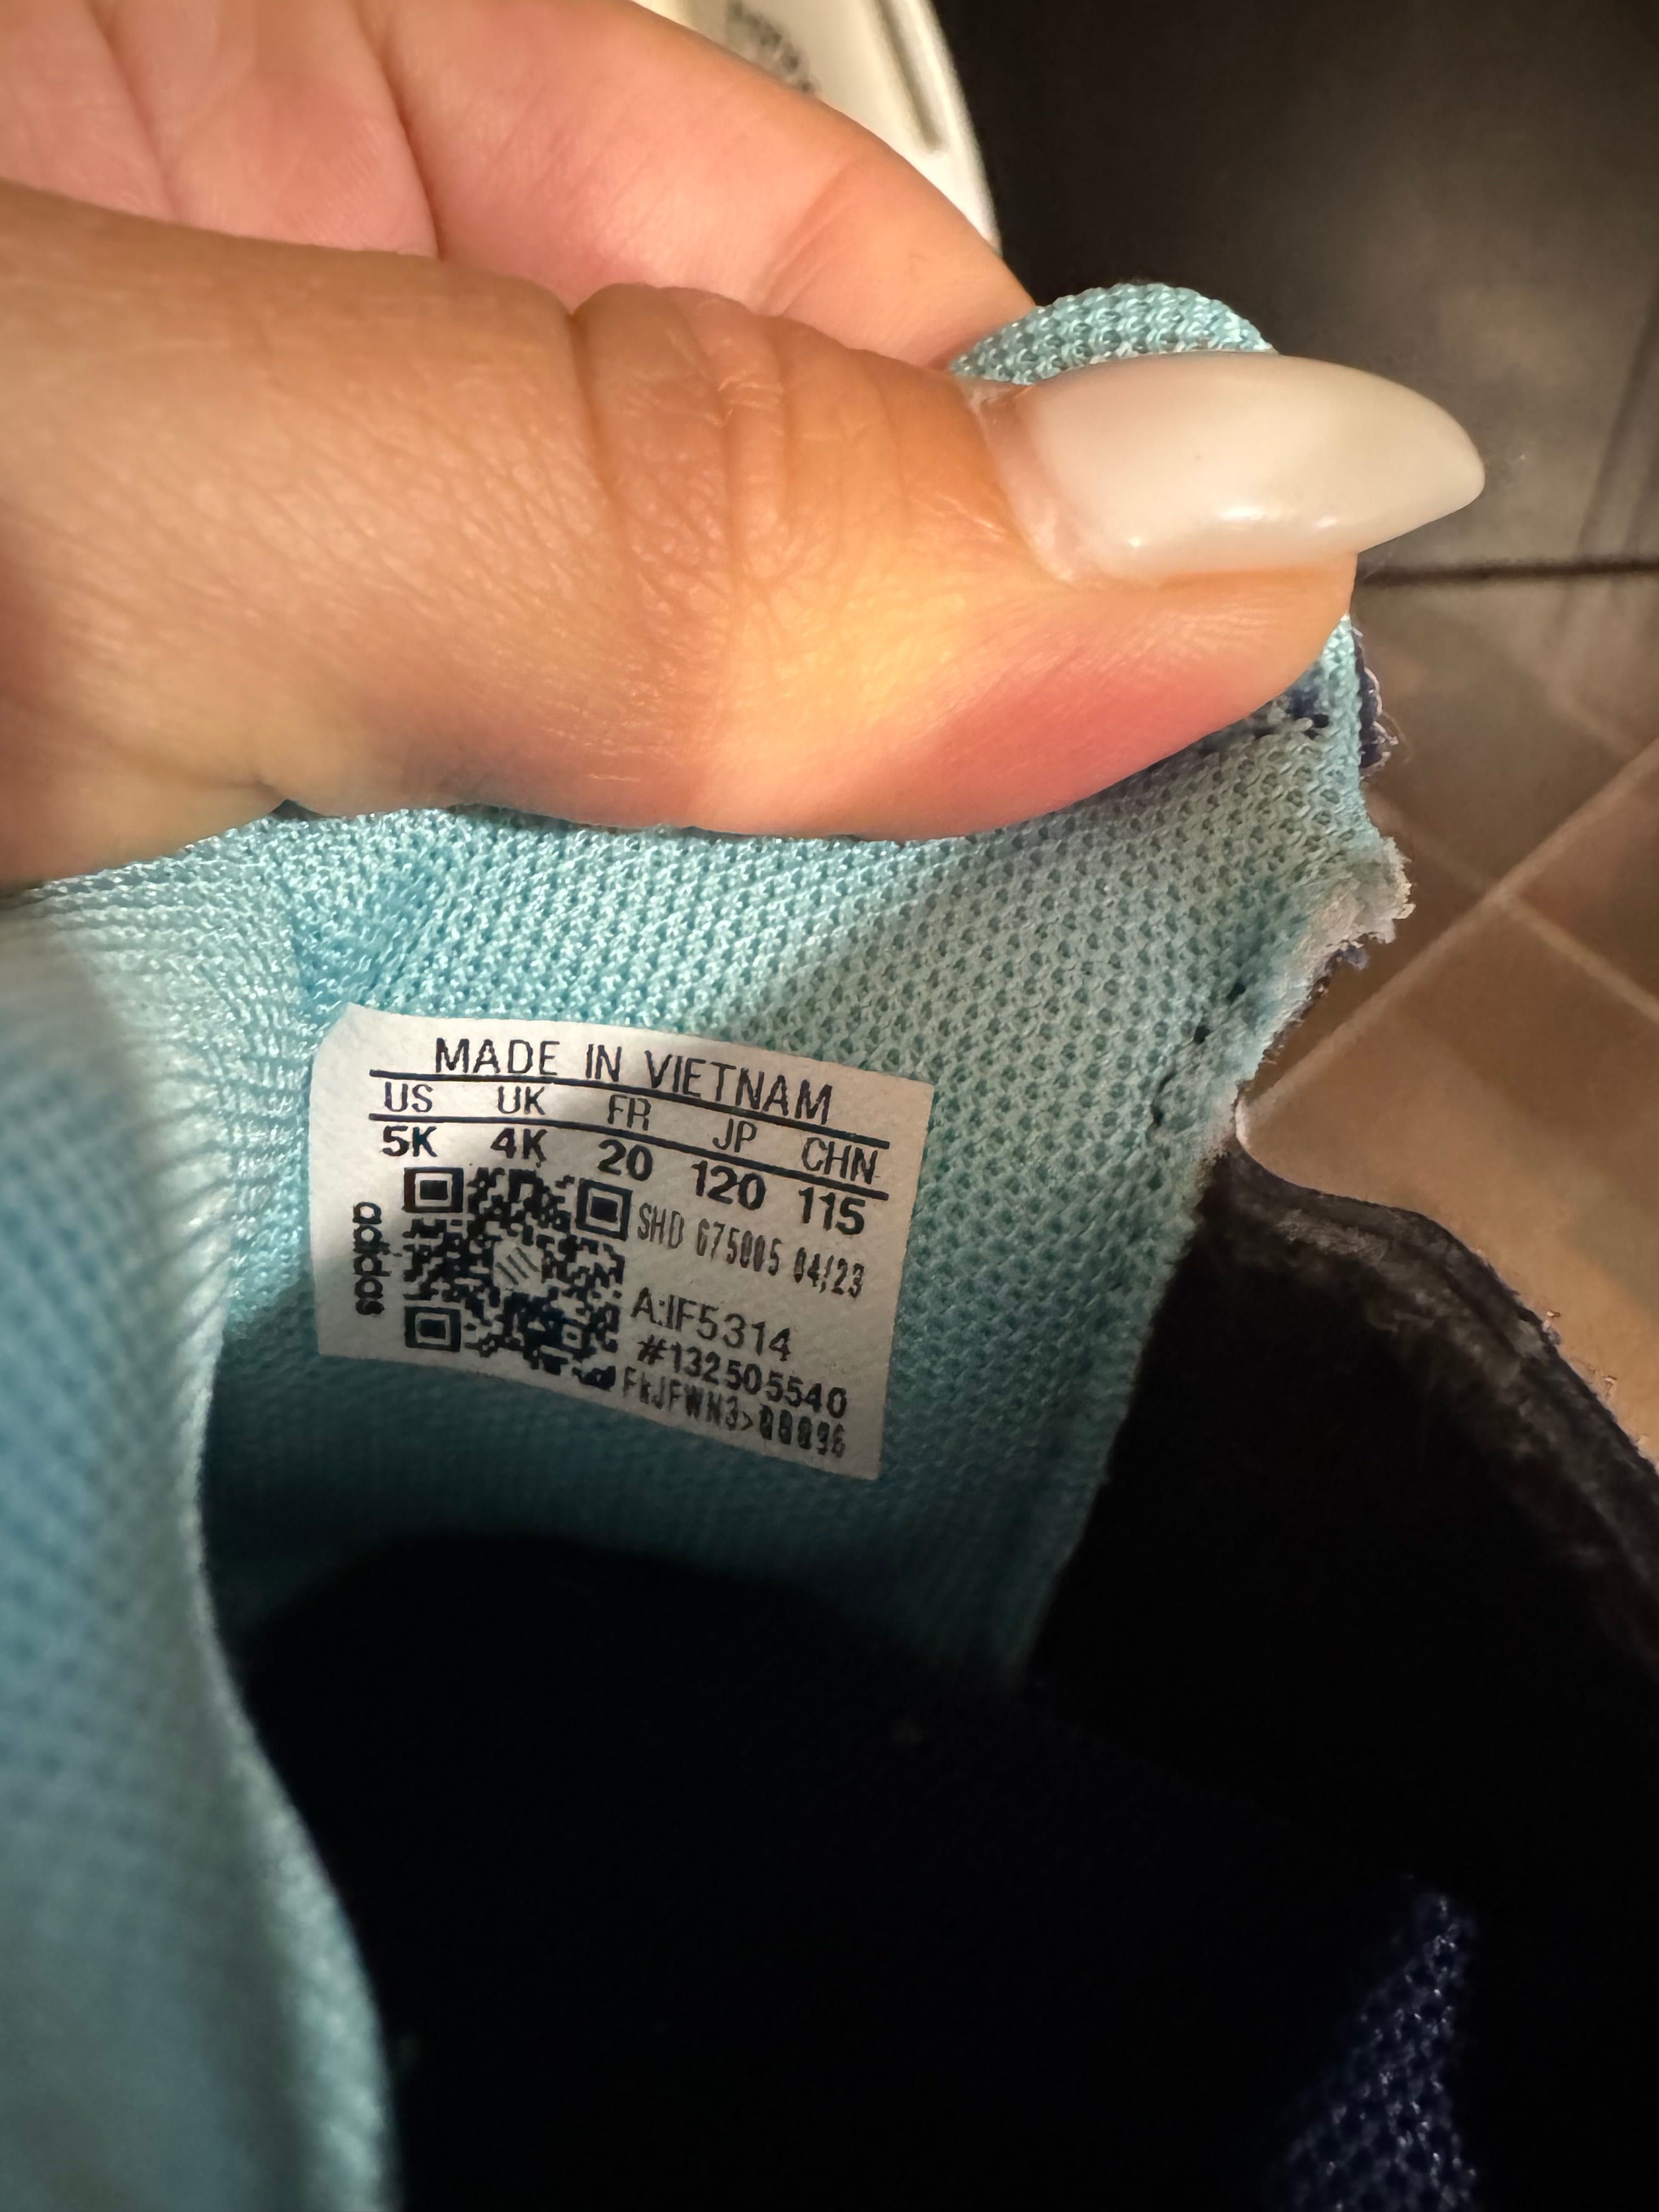 MADE IN VIETNAM
US UK FR JP CHN
5K 4K 20 120 115
SHD 675005 04/23
A:IF5314
#132505540
adidas